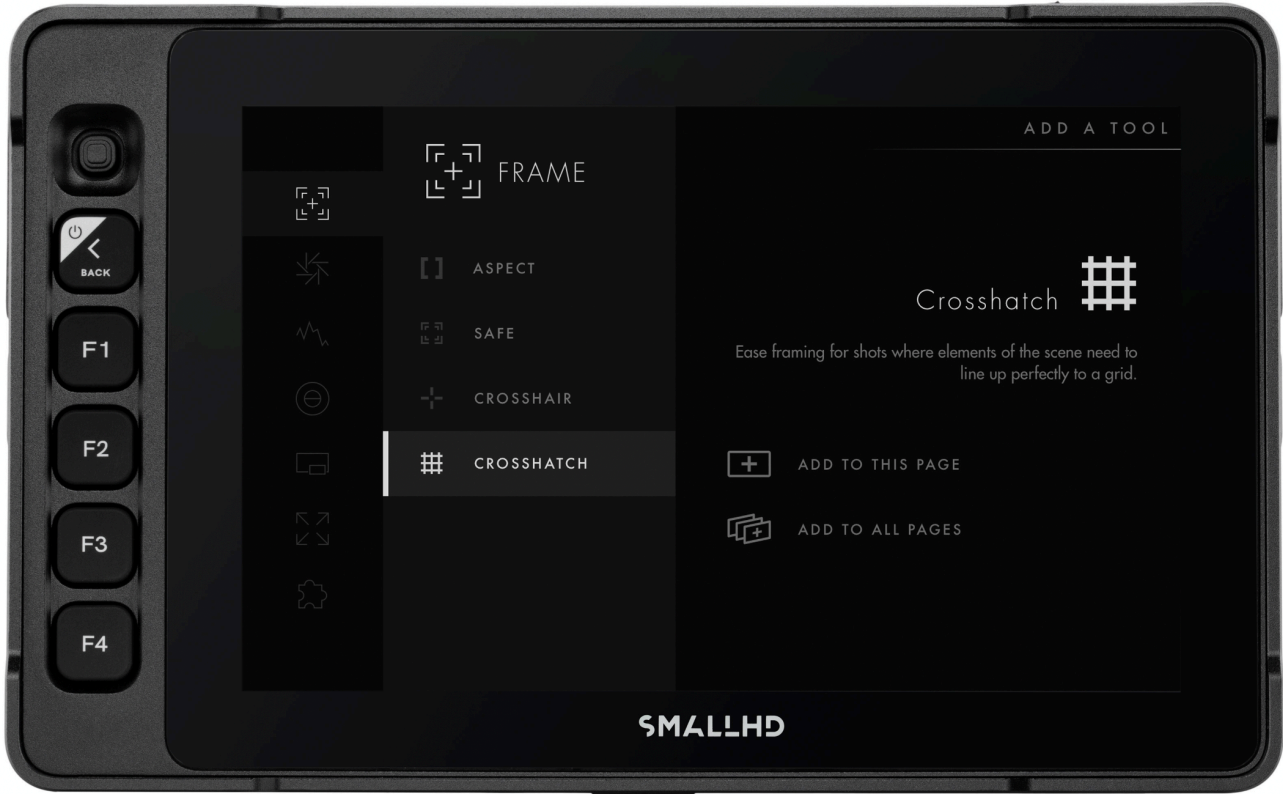 BACK
F1
F2
F3
F4
ADD A TOOL
FRAME
ASPECT
SAFE
CROSSHAIR
CROSSHATCH
Crosshatch
Ease framing for shots where elements of the scene need to
line up perfectly to a grid.
ADD TO THIS PAGE
ADD TO ALL PAGES
SMALLHD